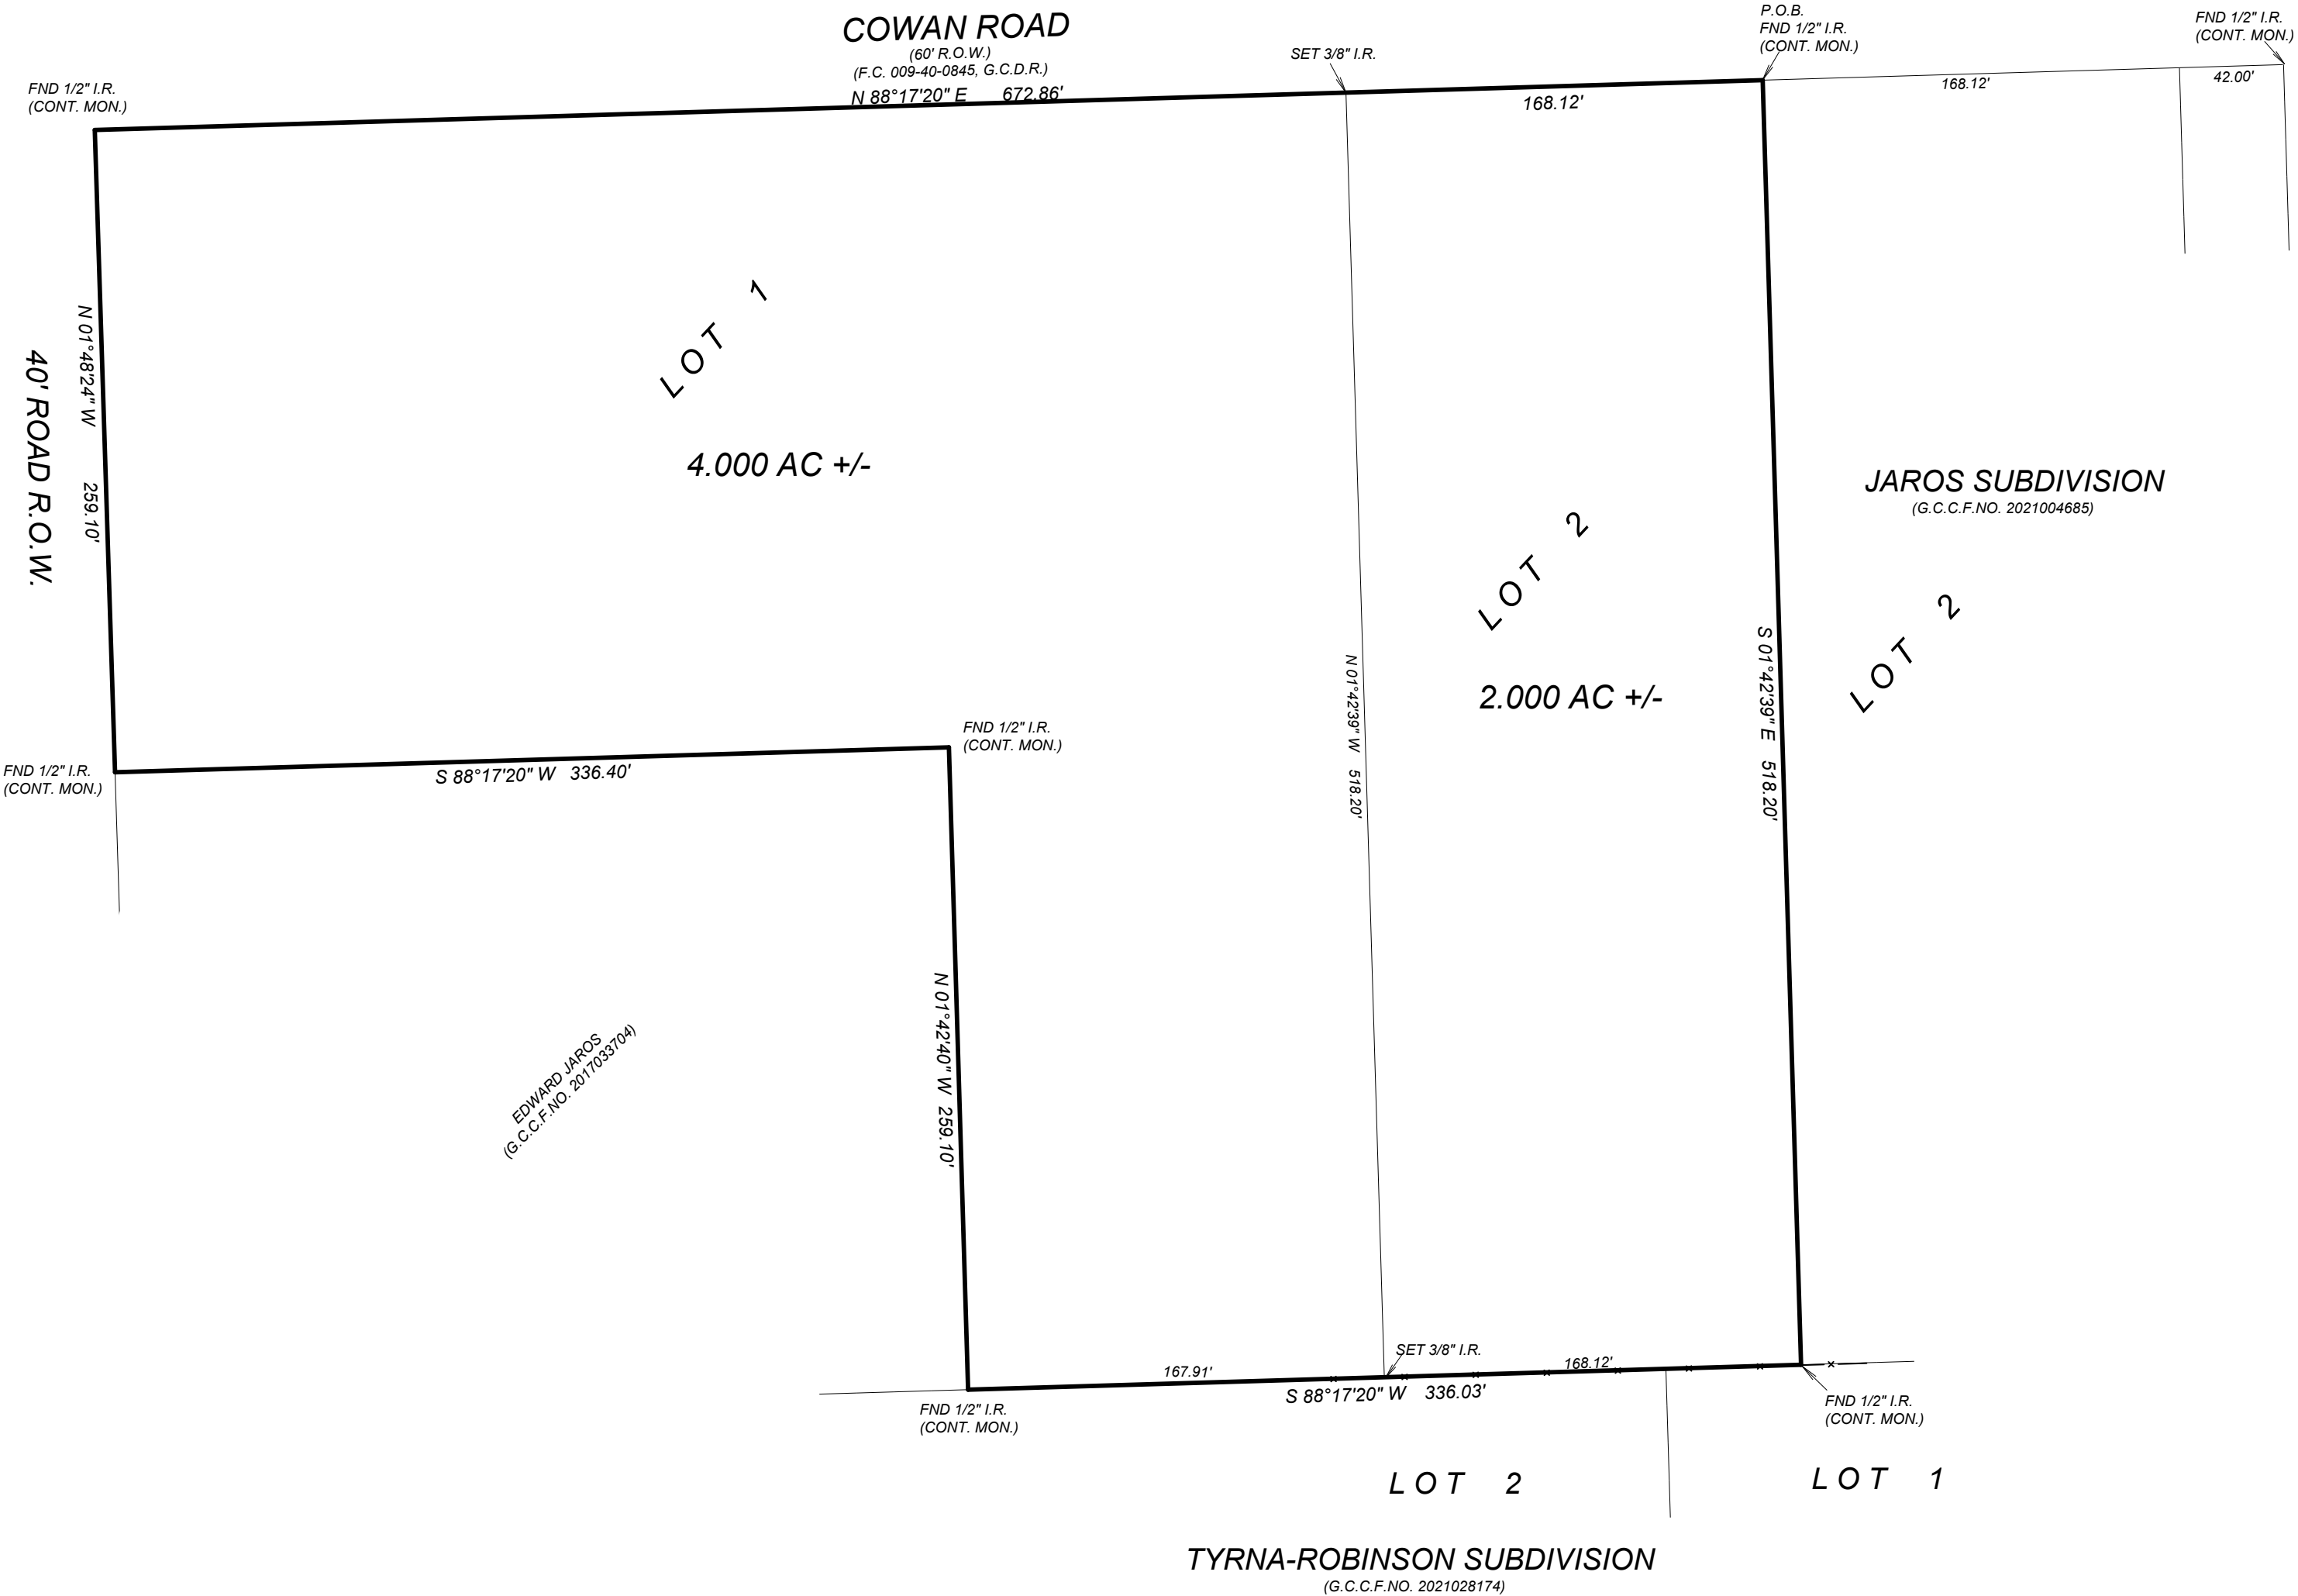 COWAN ROAD
(60' R.O.W.)
(F.C. 009-40-0845, G.C.D.R.)
N 88°17'20" E 672.86'
FND 1/2" I.R.
(CONT. MON.)
SET 3/8" I.R.
168.12'
P.O.B.
FND 1/2" I.R.
(CONT. MON.)
168.12'
42.00'
FND 1/2" I.R.
(CONT. MON.)
40' ROAD R.O.W.
N 01°48'24" W 259.10'
LOT 1
4.000 AC +/-
LOT 2
2.000 AC +/-
N 01°42'39" W 518.20'
S 01°42'39" E 518.20'
JAROS SUBDIVISION
(G.C.C.F.NO. 2021004685)
LOT 2
FND 1/2" I.R.
(CONT. MON.)
S 88°17'20" W 336.40'
FND 1/2" I.R.
(CONT. MON.)
EDWARD JAROS
(G.C.C.F.NO. 2017033704)
N 01°42'40" W 259.10'
167.91'
SET 3/8" I.R.
168.12'
S 88°17'20" W 336.03'
FND 1/2" I.R.
(CONT. MON.)
FND 1/2" I.R.
(CONT. MON.)
LOT 2
LOT 1
TYRNA-ROBINSON SUBDIVISION
(G.C.C.F.NO. 2021028174)